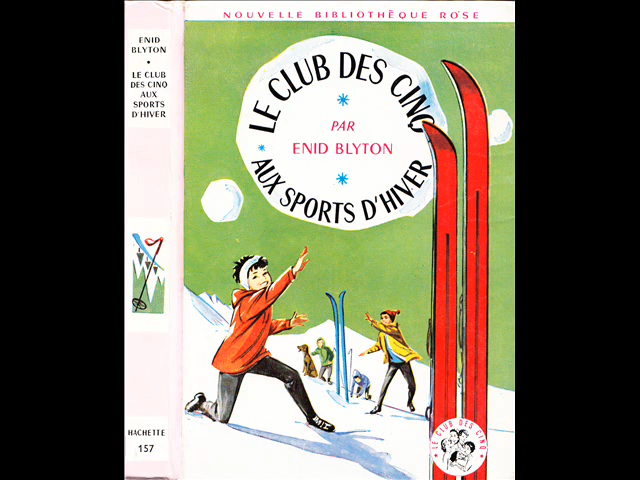 ENID
BLYTON
LE CLUB
DES CINQ
AUX
SPORTS
D'HIVER
HACHETTE
157
NOUVELLE BIBLIOTHÈQUE ROSE
LE CLUB DES CINQ
PAR
ENID BLYTON
AUX SPORTS D'HIVER
LE CLUB DES CINQ